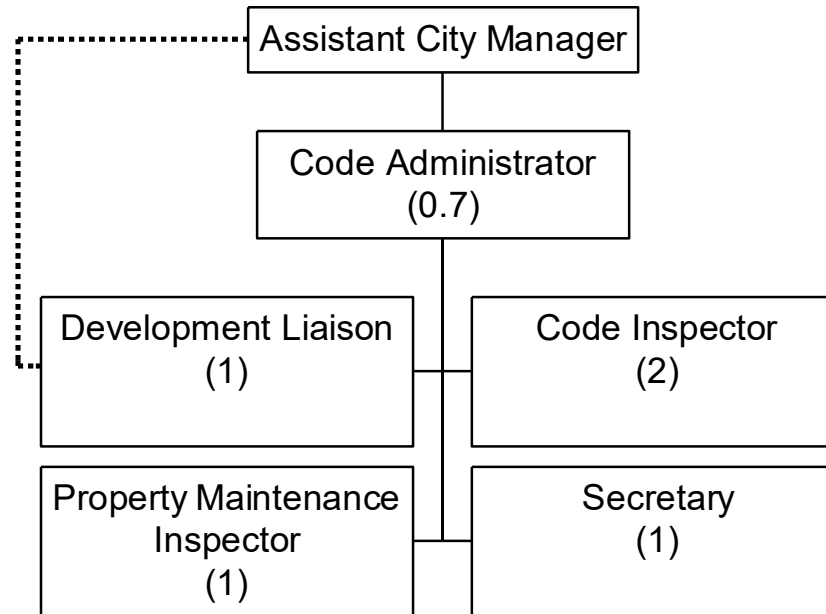 Assistant City Manager
Code Administrator
(0.7)
Development Liaison
(1)
Code Inspector
(2)
Property Maintenance
Inspector
(1)
Secretary
(1)